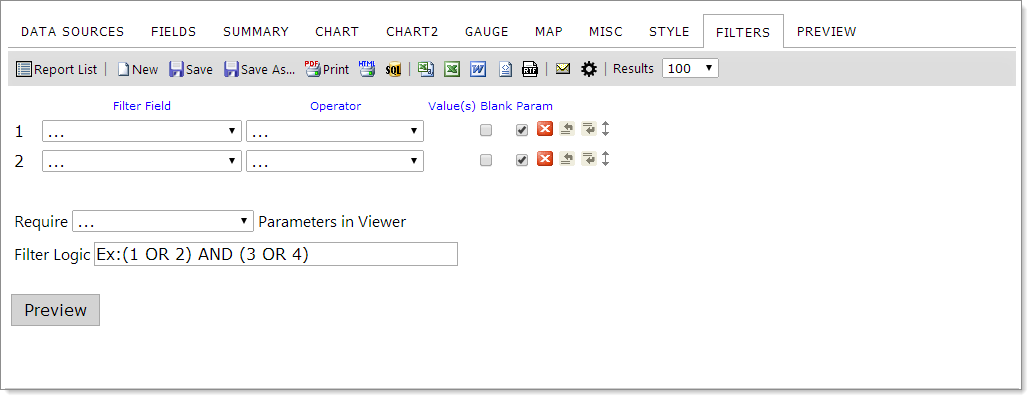 DATA SOURCES FIELDS SUMMARY CHART CHART2 GAUGE MAP MISC STYLE FILTERS PREVIEW
Report List New Save Save As... PDF Print HTML SQL RTF Results 100
Filter Field Operator Value(s) Blank Param
1 ... ...
2 ... ...
Require ... Parameters in Viewer
Filter Logic Ex:(1 OR 2) AND (3 OR 4)
Preview